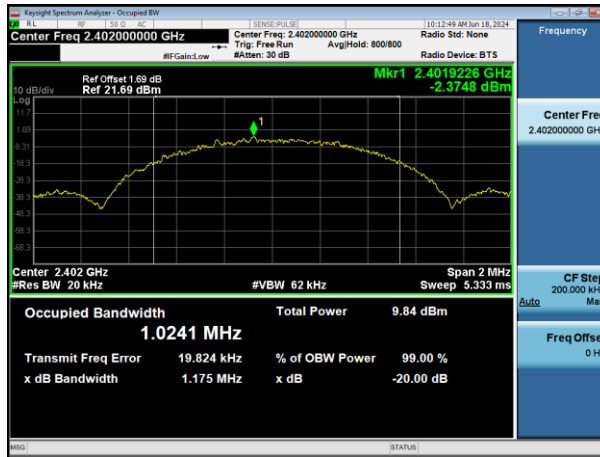 Keysight Spectrum Analyzer - Occupied BW
RL RF 50 Ω AC SENSE:PULSE 10:12:49 AM Jun 18, 2024
Center Freq 2.402000000 GHz Center Freq: 2.402000000 GHz Radio Std: None Frequency
Trig: Free Run Avg|Hold: 800/800
#IFGain:Low #Atten: 30 dB Radio Device: BTS
Mkr1 2.4019226 GHz
Ref Offset 1.69 dB
10 dB/div Ref 21.69 dBm -2.3748 dBm
Log
11.7
1.69
-8.31
-18.3
-28.3
-38.3
-48.3
-58.3
-68.3
1
Center Fre
2.402000000 GH
Center 2.402 GHz Span 2 MHz
#Res BW 20 kHz #VBW 62 kHz Sweep 5.333 ms
CF Step
200.000 kH
Auto Ma
Occupied Bandwidth Total Power 9.84 dBm
1.0241 MHz
Transmit Freq Error 19.824 kHz % of OBW Power 99.00 %
x dB Bandwidth 1.175 MHz x dB -20.00 dB
Freq Offse
0 H
MSG STATUS